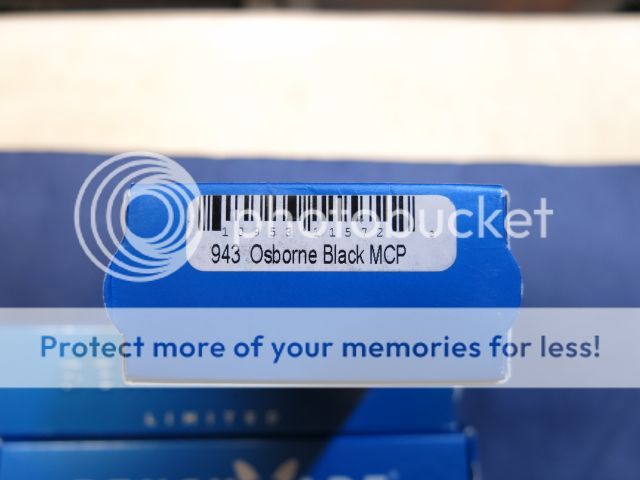 photobucket
943 Osborne Black MCP
Protect more of your memories for less!
LIMITED